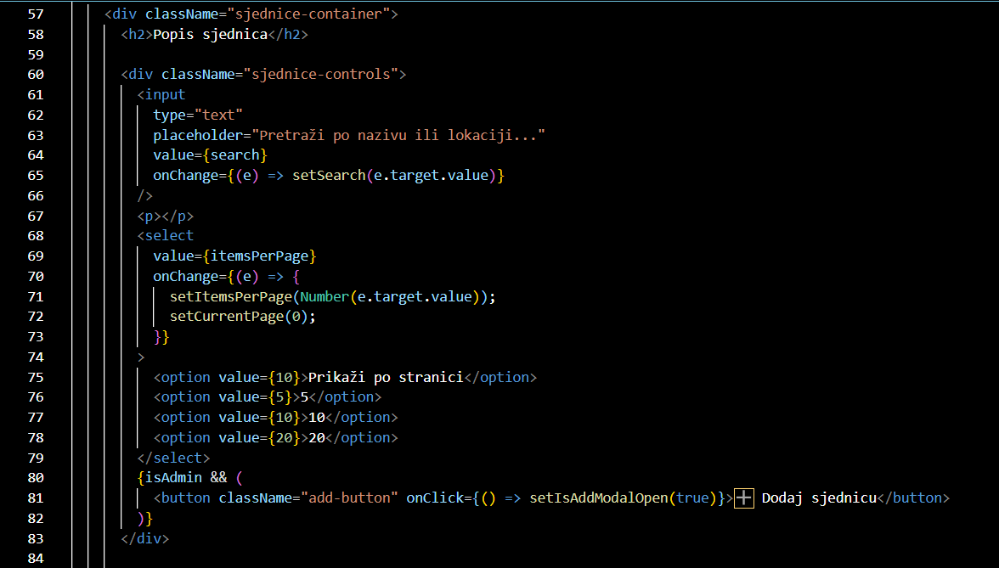 57 <div className="sjednice-container">
58 <h2>Popis sjednica</h2>
59
60 <div className="sjednice-controls">
61 <input
62 type="text"
63 placeholder="Pretraži po nazivu ili lokaciji..."
64 value={search}
65 onChange={(e) => setSearch(e.target.value)}
66 />
67 <p></p>
68 <select
69 value={itemsPerPage}
70 onChange={(e) => {
71 setItemsPerPage(Number(e.target.value));
72 setCurrentPage(0);
73 }}
74 >
75 <option value={10}>Prikaži po stranici</option>
76 <option value={5}>5</option>
77 <option value={10}>10</option>
78 <option value={20}>20</option>
79 </select>
80 {isAdmin && (
81 <button className="add-button" onClick={() => setIsAddModalOpen(true)}>+ Dodaj sjednicu</button>
82 )}
83 </div>
84